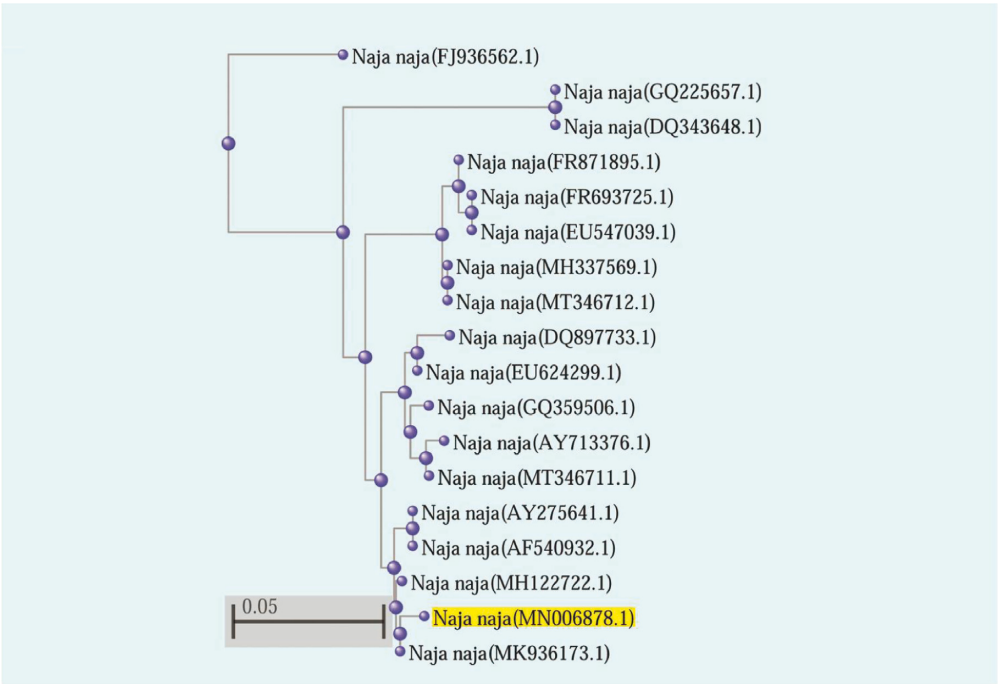 Naja naja(FJ936562.1)
Naja naja(GQ225657.1)
Naja naja(DQ343648.1)
Naja naja(FR871895.1)
Naja naja(FR693725.1)
Naja naja(EU547039.1)
Naja naja(MH337569.1)
Naja naja(MT346712.1)
Naja naja(DQ897733.1)
Naja naja(EU624299.1)
Naja naja(GQ359506.1)
Naja naja(AY713376.1)
Naja naja(MT346711.1)
Naja naja(AY275641.1)
Naja naja(AF540932.1)
Naja naja(MH122722.1)
0.05
Naja naja(MN006878.1)
Naja naja(MK936173.1)